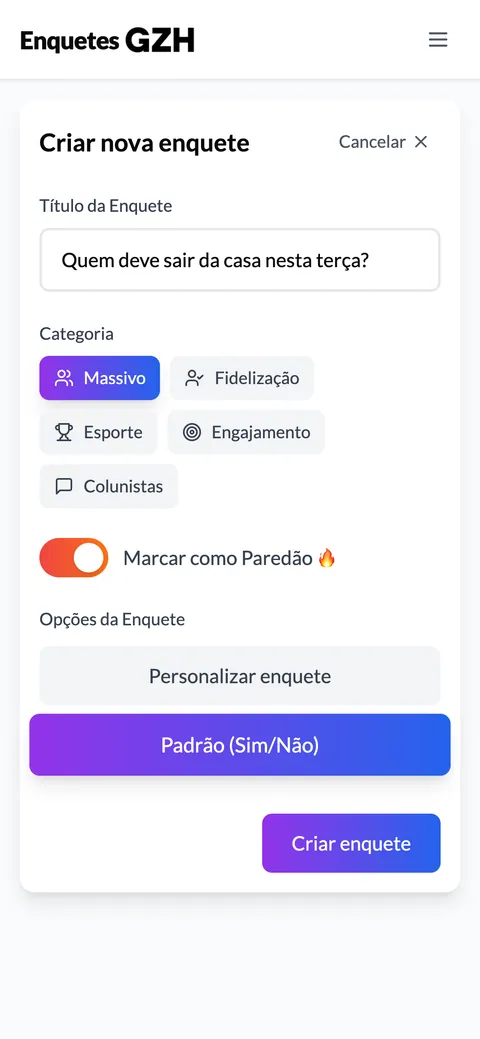 Enquetes GZH
Criar nova enquete
Cancelar
Título da Enquete
Quem deve sair da casa nesta terça?
Categoria
Massivo
Fidelização
Esporte
Engajamento
Colunistas
Marcar como Paredão 🔥
Opções da Enquete
Personalizar enquete
Padrão (Sim/Não)
Criar enquete